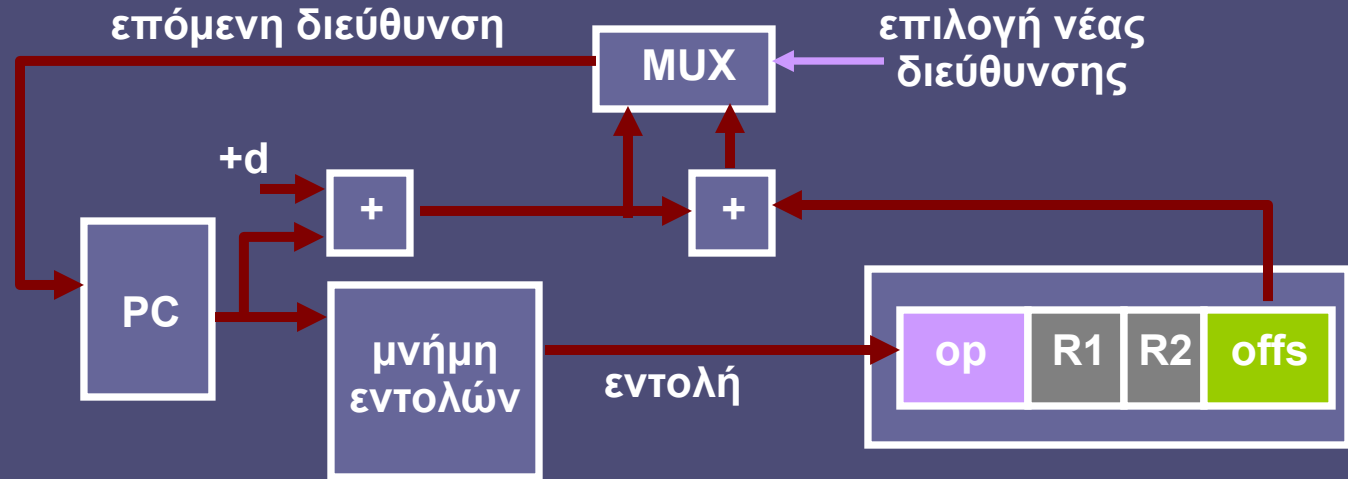 επόμενη διεύθυνση
MUX
επιλογή νέας
διεύθυνσης
+d
+
+
PC
μνήμη
εντολών
εντολή
op R1 R2 offs